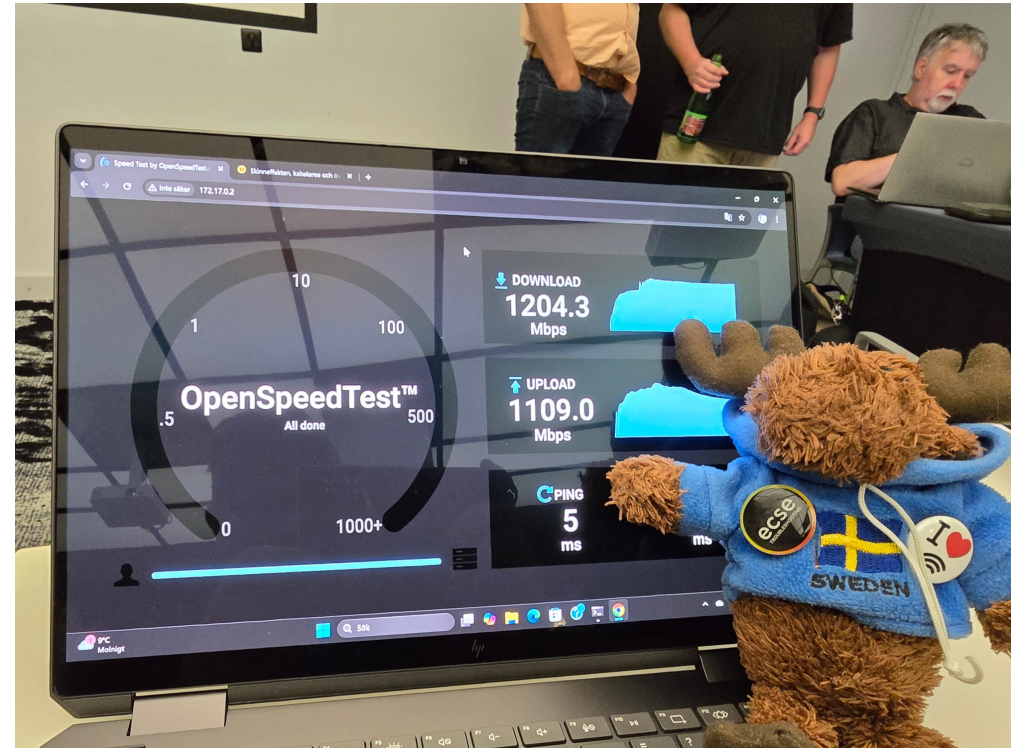 Speed Test by OpenSpeedTest
Skinneffekten, kabelarea och
Inte säker
172.17.0.2
10
1
100
.5
500
0
1000+
OpenSpeedTest™
All done
DOWNLOAD
1204.3
Mbps
UPLOAD
1109.0
Mbps
PING
5
ms
ms
9°C
Molnigt
Sök
hp
ecse
I
SWEDEN